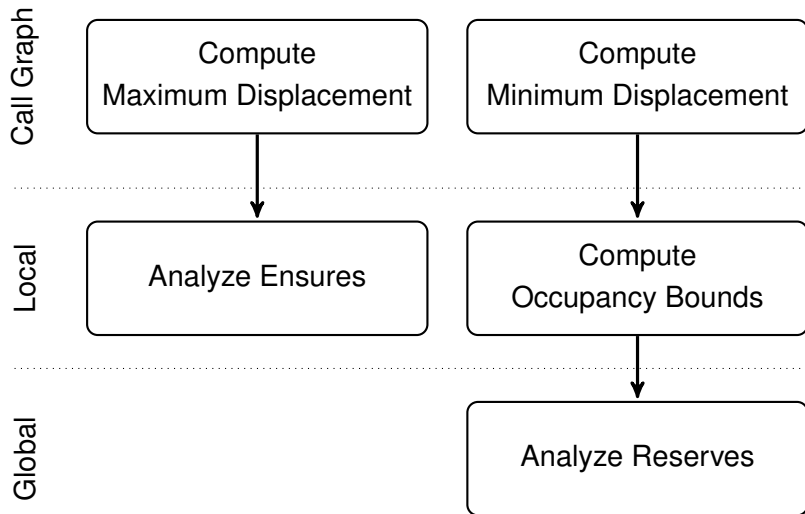 Call Graph
Compute
Maximum Displacement
Compute
Minimum Displacement
Local
Analyze Ensures
Compute
Occupancy Bounds
Global
Analyze Reserves